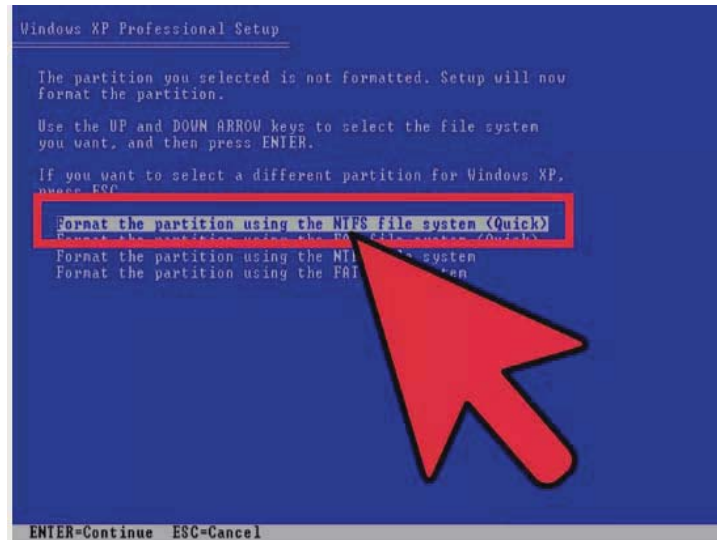 Windows XP Professional Setup
The partition you selected is not formatted. Setup will now
format the partition.
Use the UP and DOWN ARROW keys to select the file system
you want, and then press ENTER.
If you want to select a different partition for Windows XP,
press ESC
Format the partition using the NTFS file system (Quick)
Format the partition using the FAT file system (Quick)
Format the partition using the system
Format the partition using the
ENTER=Continue ESC=Cancel